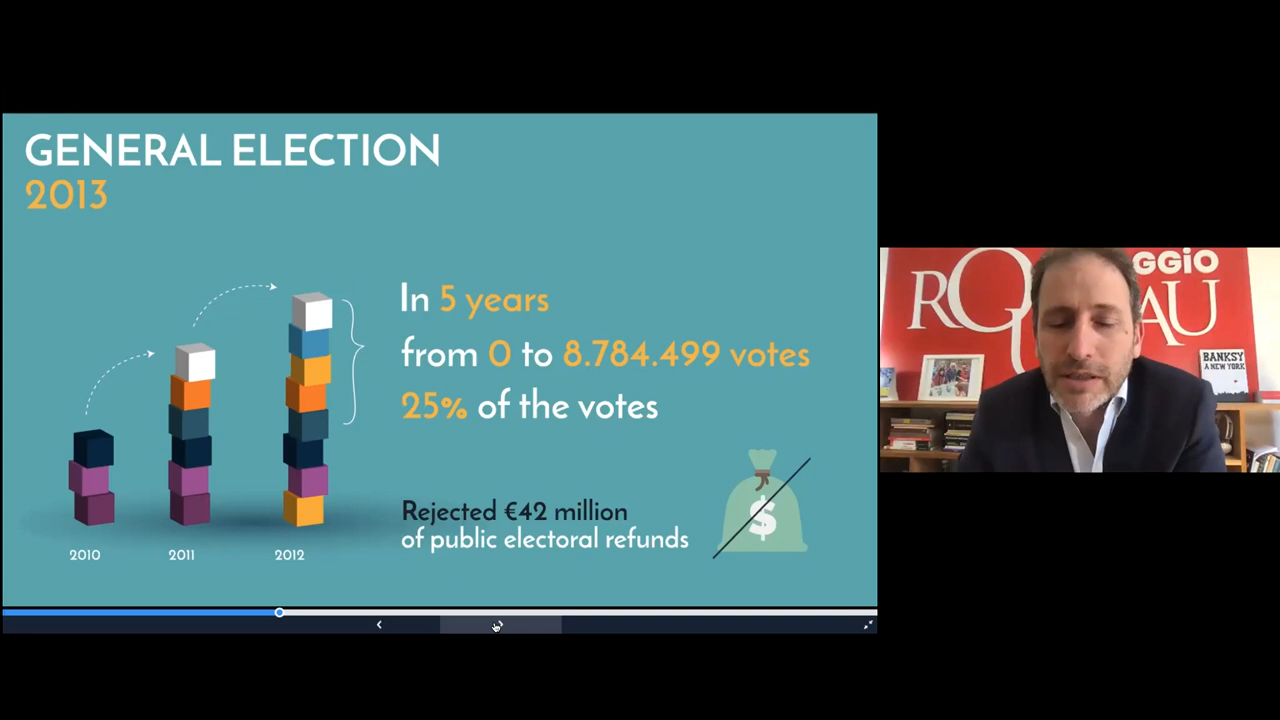 GENERAL ELECTION
2013
In 5 years
from 0 to 8.784.499 votes
25% of the votes
Rejected €42 million
of public electoral refunds
$
2010
2011
2012
GGIO
RO
AU
BANKSY
A NEW YORK